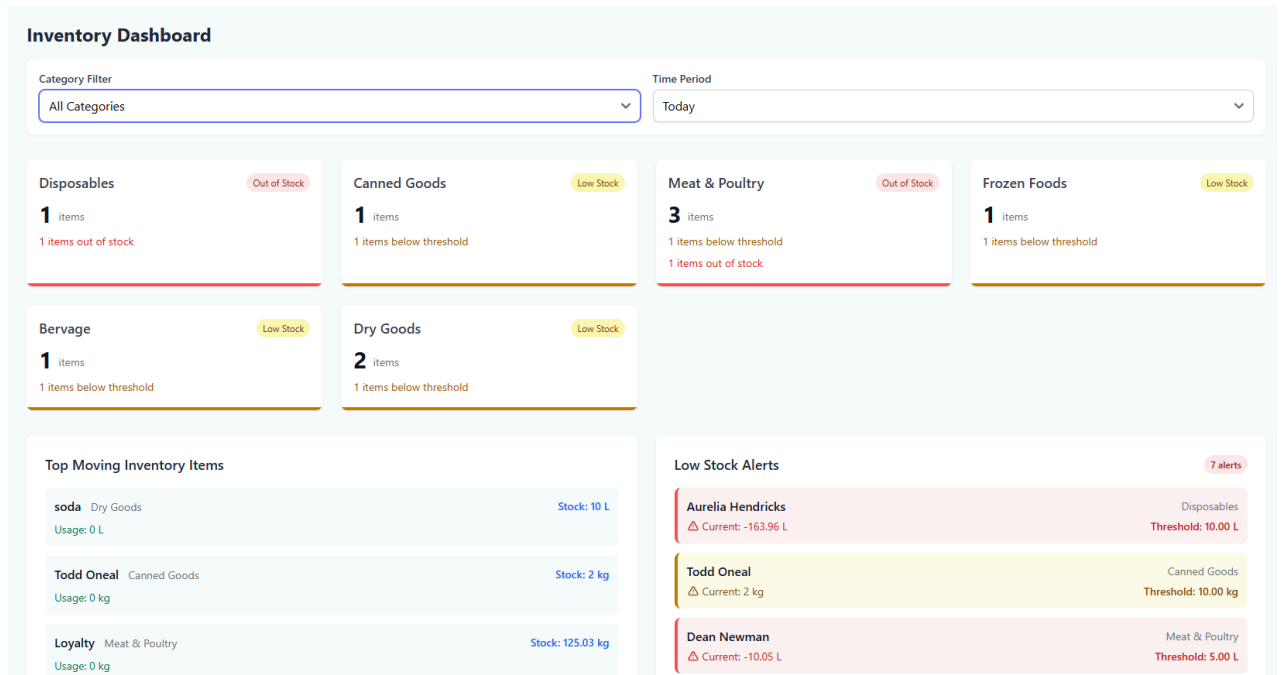 Inventory Dashboard
Category Filter
All Categories
Time Period
Today
Disposables
Out of Stock
1 items
1 items out of stock
Canned Goods
Low Stock
1 items
1 items below threshold
Meat & Poultry
Out of Stock
3 items
1 items below threshold
1 items out of stock
Frozen Foods
Low Stock
1 items
1 items below threshold
Bervage
Low Stock
1 items
1 items below threshold
Dry Goods
Low Stock
2 items
1 items below threshold
Top Moving Inventory Items
soda Dry Goods
Stock: 10 L
Usage: 0 L
Todd Oneal Canned Goods
Stock: 2 kg
Usage: 0 kg
Loyalty Meat & Poultry
Stock: 125.03 kg
Usage: 0 kg
Low Stock Alerts
7 alerts
Aurelia Hendricks
Disposables
Current: -163.96 L
Threshold: 10.00 L
Todd Oneal
Canned Goods
Current: 2 kg
Threshold: 10.00 kg
Dean Newman
Meat & Poultry
Current: -10.05 L
Threshold: 5.00 L